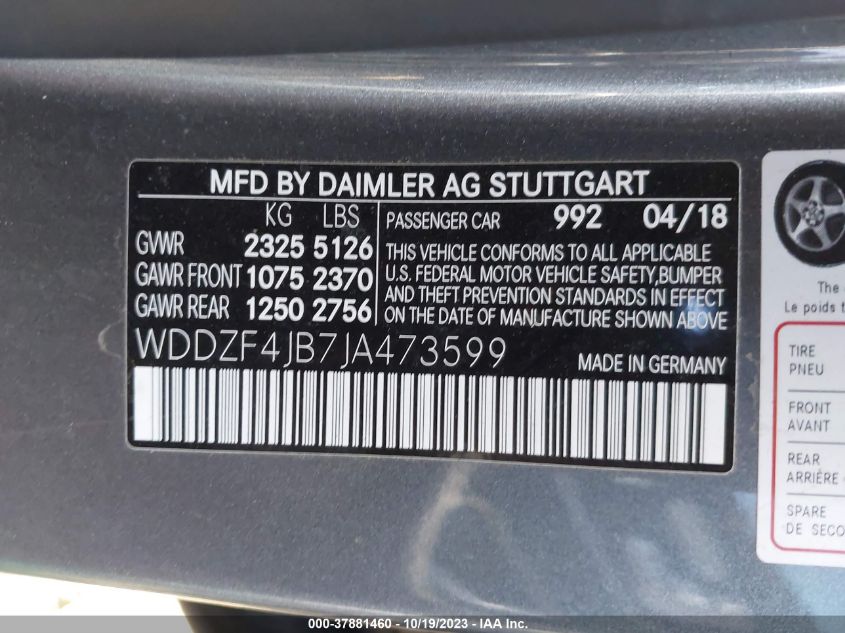 MFD BY DAIMLER AG STUTTGART
KG LBS
GVWR 2325 5126
GAWR FRONT 1075 2370
GAWR REAR 1250 2756
PASSENGER CAR 992 04/18
THIS VEHICLE CONFORMS TO ALL APPLICABLE
U.S. FEDERAL MOTOR VEHICLE SAFETY,BUMPER
AND THEFT PREVENTION STANDARDS IN EFFECT
ON THE DATE OF MANUFACTURE SHOWN ABOVE
WDDZF4JB7JA473599
MADE IN GERMANY
The
Le poids t
TIRE
PNEU
FRONT
AVANT
REAR
ARRIÈRE
SPARE
DE SECO
000-37881460 - 10/19/2023 - IAA Inc.